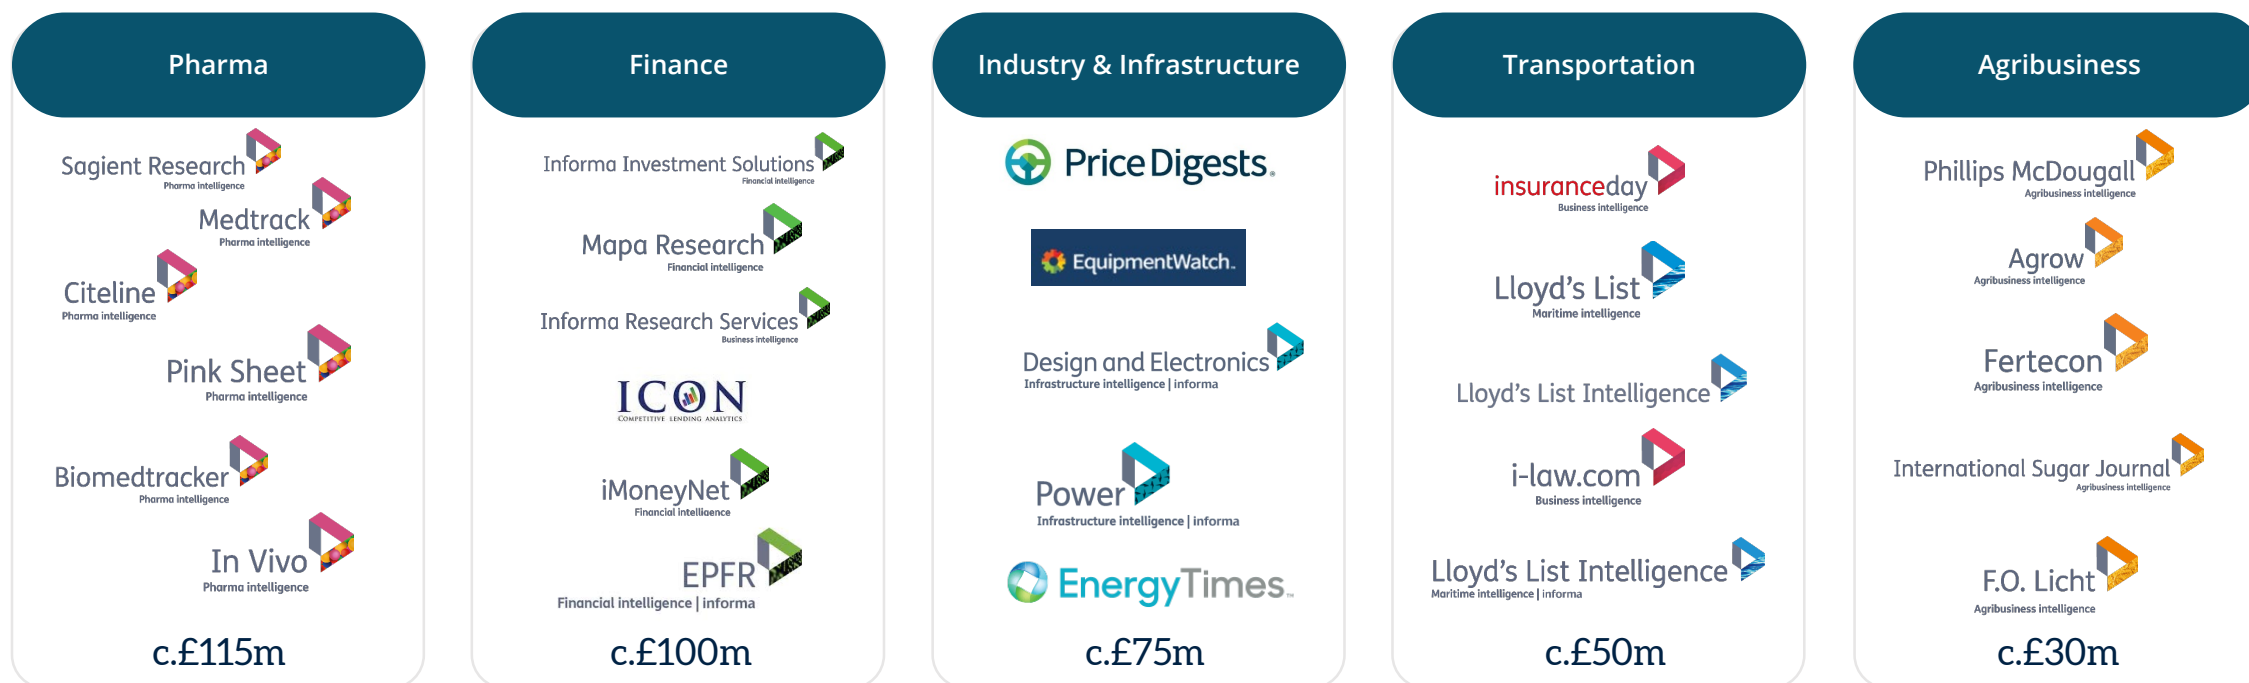 Pharma
Sagient Research
Pharma intelligence
Medtrack
Pharma intelligence
Citeline
Pharma intelligence
Pink Sheet
Pharma intelligence
Biomedtracker
Pharma intelligence
In Vivo
Pharma intelligence
c.£115m
Finance
Informa Investment Solutions
Financial intelligence
Mapa Research
Financial intelligence
Informa Research Services
Business intelligence
ICON
COMPETITIVE LENDING ANALYTICS
iMoneyNet
Financial intelligence
EPFR
Financial intelligence | informa
c.£100m
Industry & Infrastructure
Price Digests.
EquipmentWatch™
Design and Electronics
Infrastructure intelligence | informa
Power
Infrastructure intelligence | informa
EnergyTimes™
c.£75m
Transportation
insuranceday
Business intelligence
Lloyd's List
Maritime intelligence
Lloyd's List Intelligence
i-law.com
Business intelligence
Lloyd's List Intelligence
Maritime intelligence | informa
c.£50m
Agribusiness
Phillips McDougall
Agribusiness intelligence
Agrow
Agribusiness intelligence
Fertecon
Agribusiness intelligence
International Sugar Journal
Agribusiness intelligence
F.O. Licht
Agribusiness intelligence
c.£30m